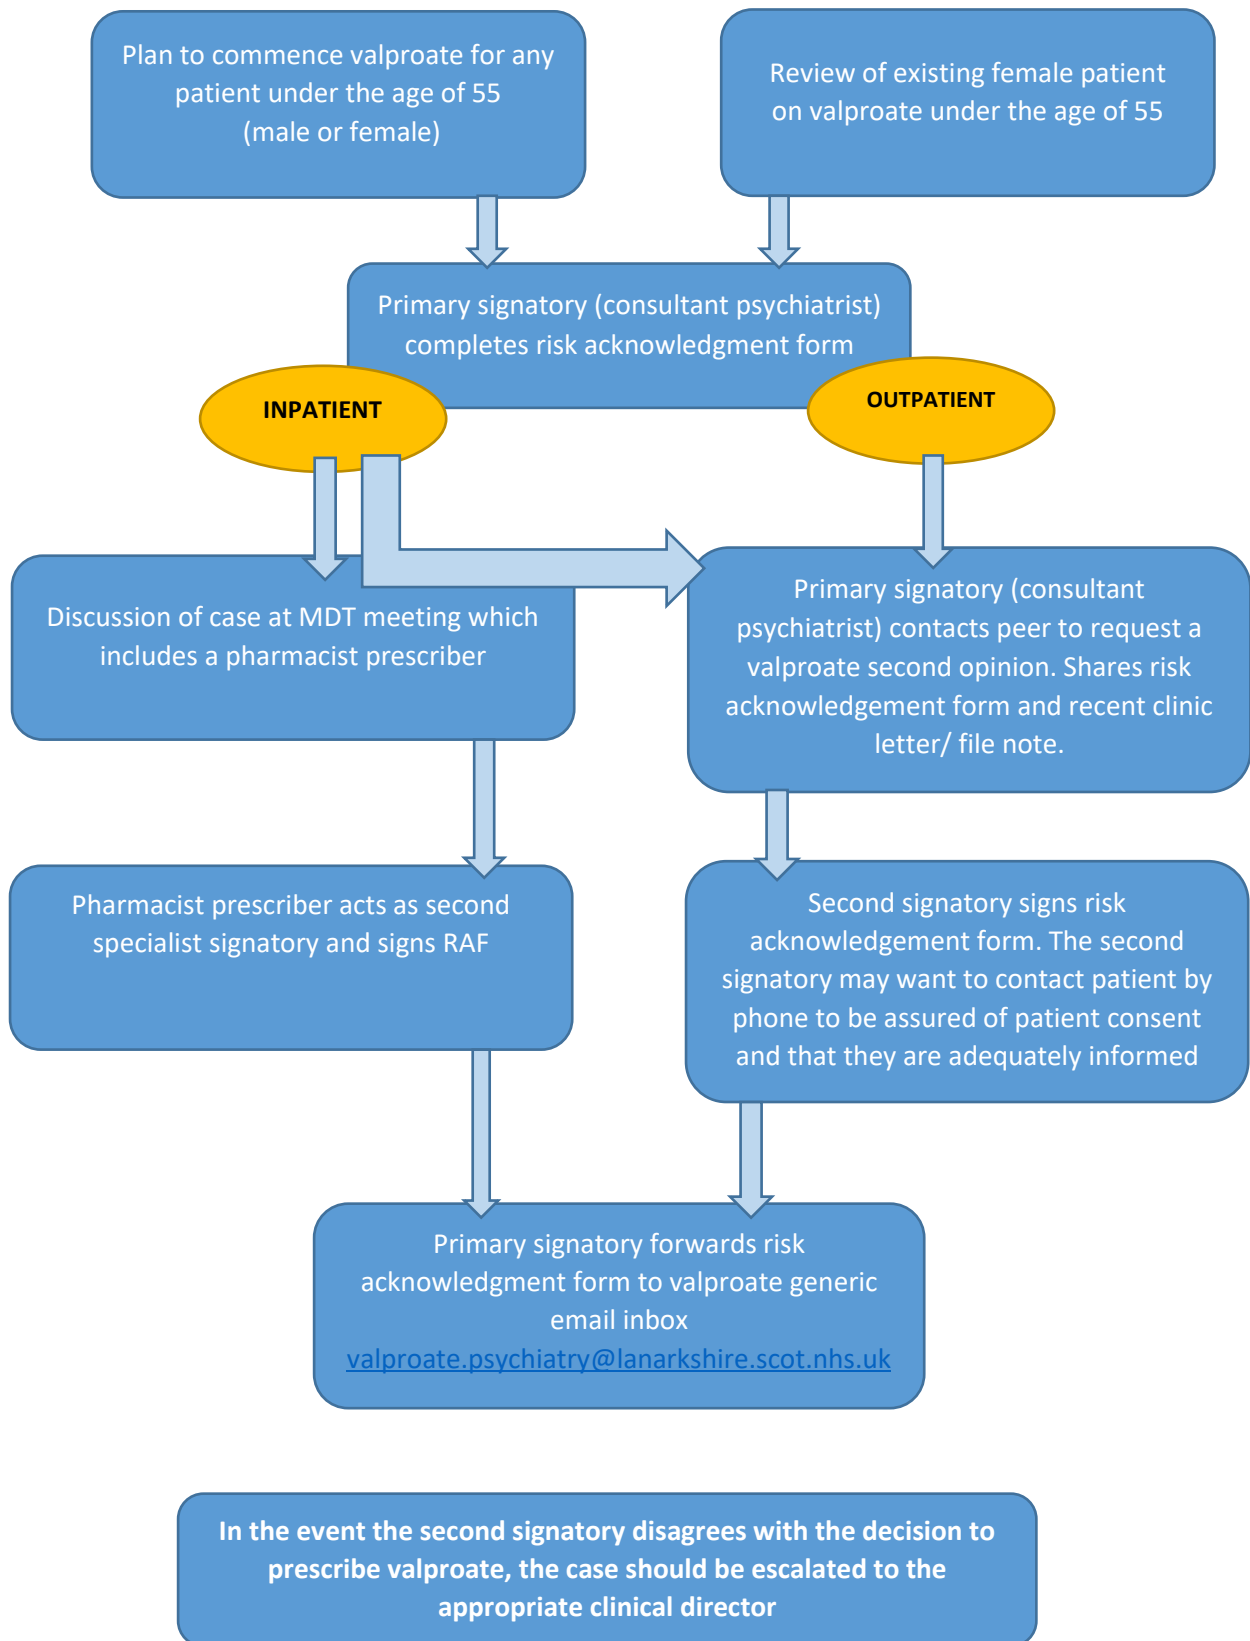 Plan to commence valproate for any
patient under the age of 55
(male or female)
Review of existing female patient
on valproate under the age of 55
Primary signatory (consultant psychiatrist)
completes risk acknowledgment form
INPATIENT
OUTPATIENT
Discussion of case at MDT meeting which
includes a pharmacist prescriber
Primary signatory (consultant
psychiatrist) contacts peer to request a
valproate second opinion. Shares risk
acknowledgement form and recent clinic
letter/ file note.
Pharmacist prescriber acts as second
specialist signatory and signs RAF
Second signatory signs risk
acknowledgement form. The second
signatory may want to contact patient by
phone to be assured of patient consent
and that they are adequately informed
Primary signatory forwards risk
acknowledgment form to valproate generic
email inbox
valproate.psychiatry@lanarkshire.scot.nhs.uk
In the event the second signatory disagrees with the decision to
prescribe valproate, the case should be escalated to the
appropriate clinical director